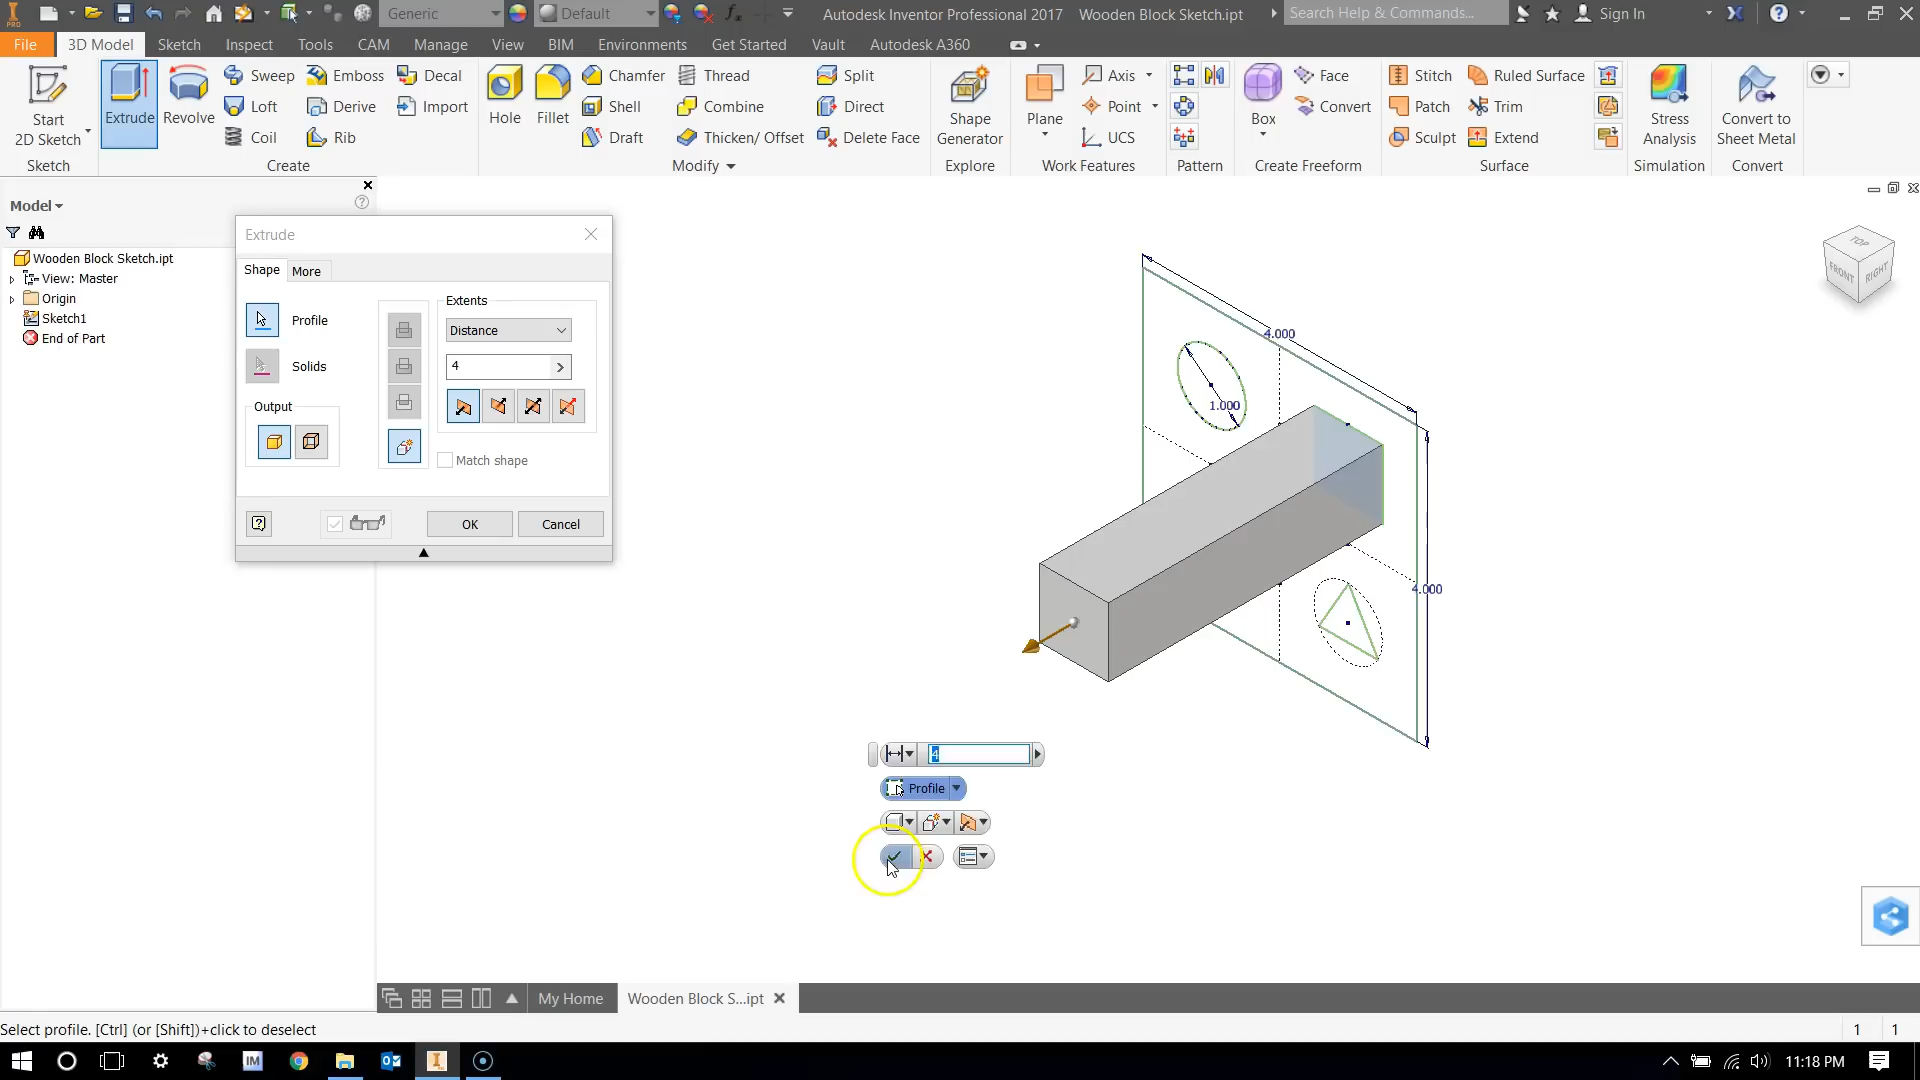 PRO
Generic
Default
Autodesk Inventor Professional 2017 Wooden Block Sketch.ipt
Search Help & Commands...
Sign In
File
3D Model
Sketch
Inspect
Tools
CAM
Manage
View
BIM
Environments
Get Started
Vault
Autodesk A360
Start
2D Sketch
Extrude
Revolve
Sweep
Loft
Coil
Emboss
Derive
Rib
Decal
Import
Hole
Fillet
Chamfer
Shell
Draft
Thread
Combine
Thicken/ Offset
Split
Direct
Delete Face
Shape
Generator
Plane
Axis
Point
UCS
Box
Face
Convert
Stitch
Patch
Sculpt
Ruled Surface
Trim
Extend
Stress
Analysis
Convert to
Sheet Metal
Sketch
Create
Modify
Explore
Work Features
Pattern
Create Freeform
Surface
Simulation
Convert
Model
Wooden Block Sketch.ipt
View: Master
Origin
Sketch1
End of Part
Extrude
Shape
More
Profile
Solids
Output
Extents
Distance
4
Match shape
OK
Cancel
4.000
1.000
4.000
TOP
FRONT
RIGHT
4
Profile
My Home
Wooden Block S...ipt
Select profile. [Ctrl] (or [Shift])+click to deselect
1 1
IM
11:18 PM